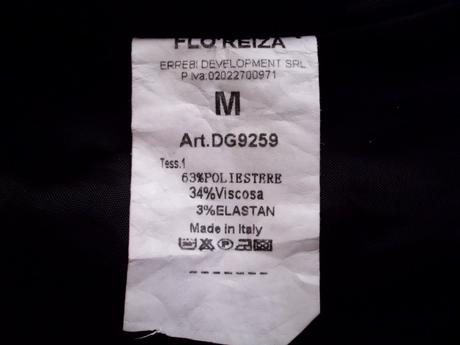 FLO'REIZA
ERREBI DEVELOPMENT SRL
P Iva:02022700971
M
Art.DG9259
Tess.1
63%POLIESTERE
34%Viscosa
3%ELASTAN
Made in Italy